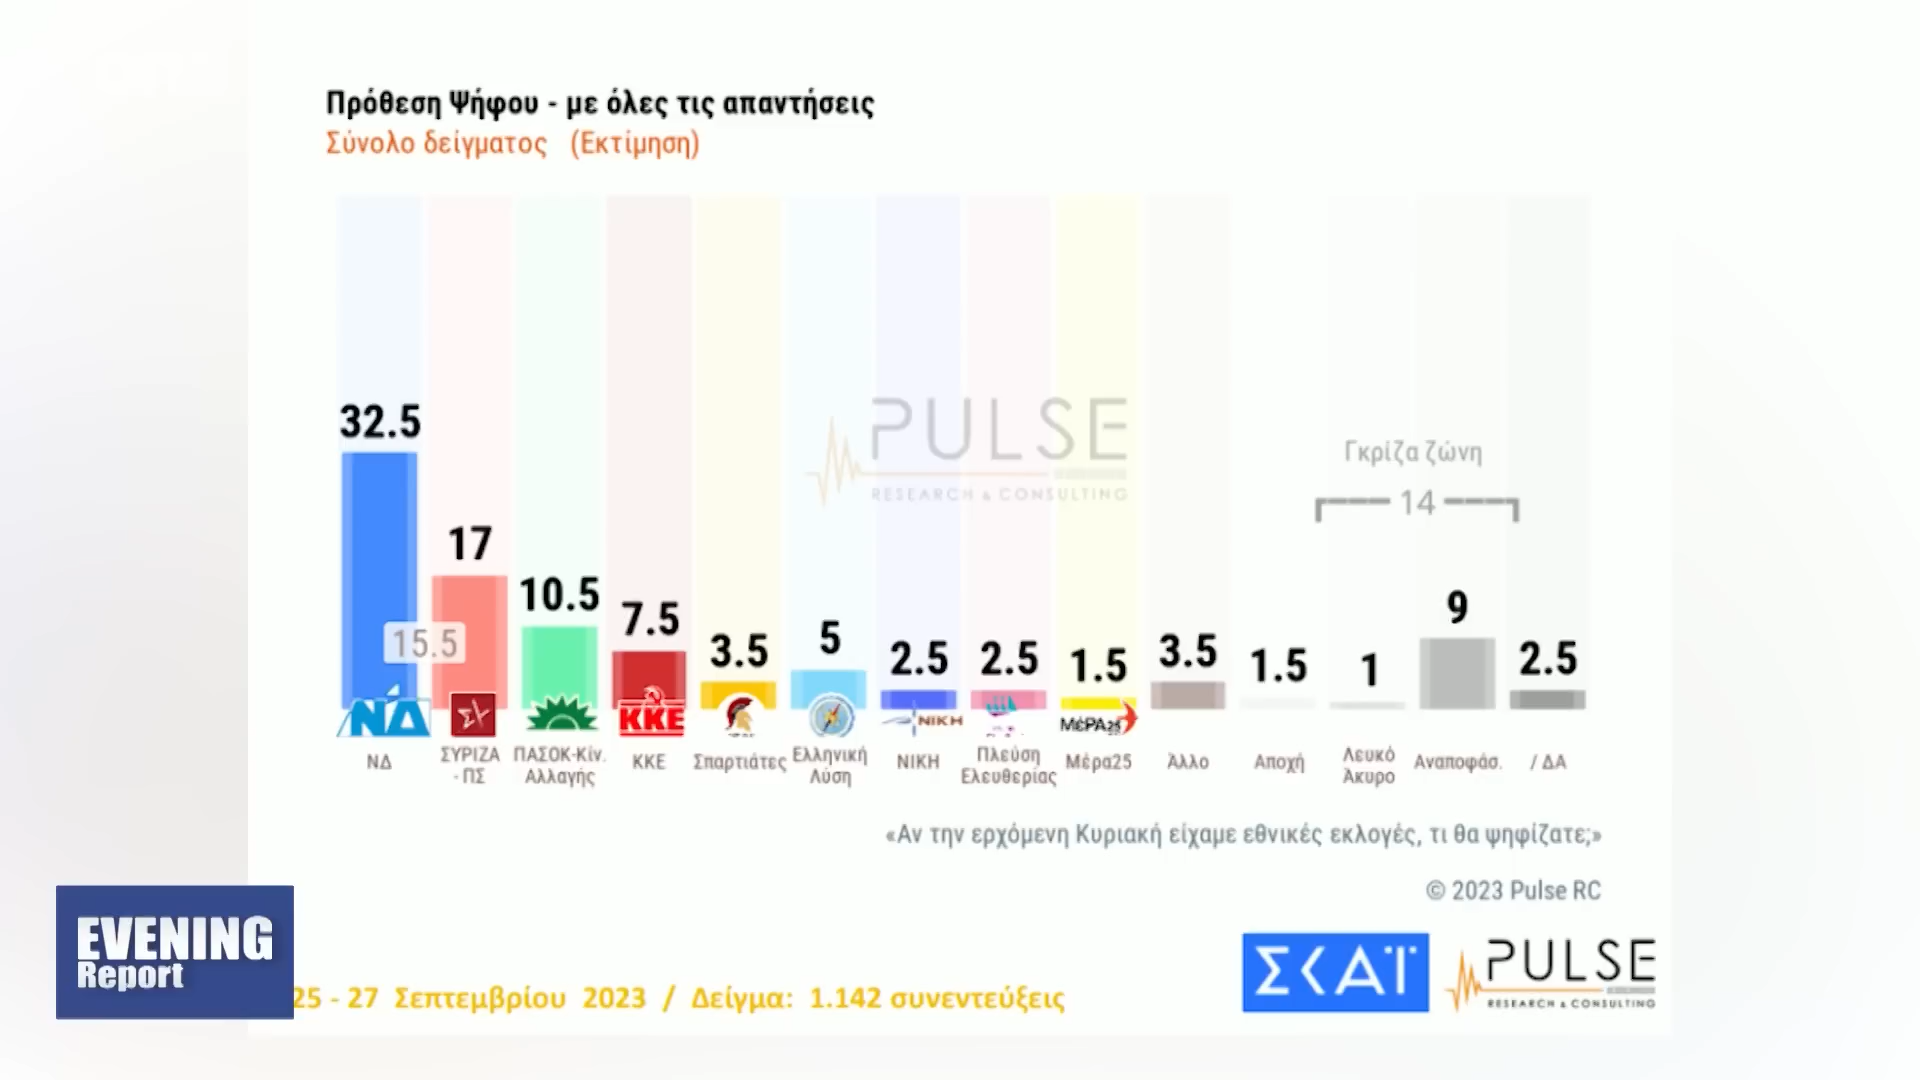 Πρόθεση Ψήφου - με όλες τις απαντήσεις
Σύνολο δείγματος (Εκτίμηση)
32.5
17
10.5
7.5
3.5
5
2.5
2.5
1.5
3.5
1.5
1
9
2.5
15.5
Γκρίζα ζώνη
14
PULSE
RESEARCH & CONSULTING
ΝΔ
ΚΚΕ
ΝΙΚΗ
ΜέΡΑ25
ΝΔ
ΣΥΡΙΖΑ
- ΠΣ
ΠΑΣΟΚ-Κίν.
Αλλαγής
ΚΚΕ
Σπαρτιάτες
Ελληνική
Λύση
ΝΙΚΗ
Πλεύση
Ελευθερίας
Μέρα25
Άλλο
Αποχή
Λευκό
Άκυρο
Αναποφάσ.
/ ΔΑ
«Αν την ερχόμενη Κυριακή είχαμε εθνικές εκλογές, τι θα ψηφίζατε;»
© 2023 Pulse RC
EVENING
Report
25 - 27 Σεπτεμβρίου 2023 / Δείγμα: 1.142 συνεντεύξεις
ΣΚΑΪ
PULSE
RESEARCH & CONSULTING